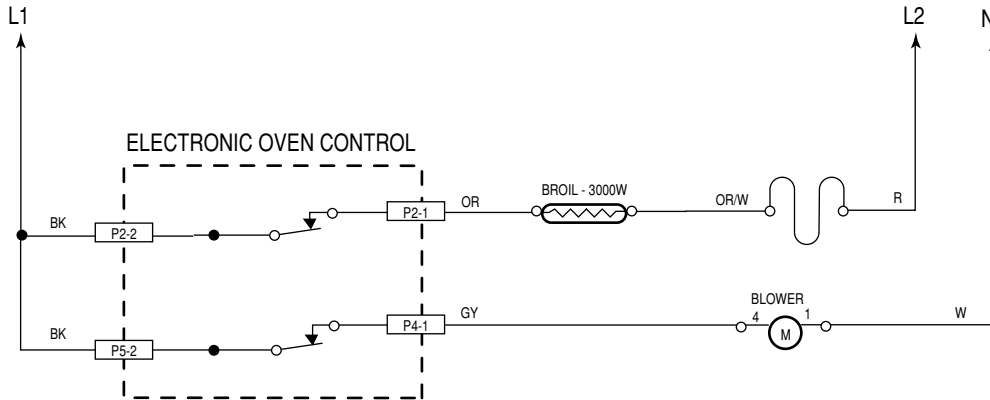 L1
L2
N
ELECTRONIC OVEN CONTROL
BROIL - 3000W
BK
P2-2
P2-1
OR
OR/W
R
BLOWER
BK
P5-2
P4-1
GY
4
M
1
W